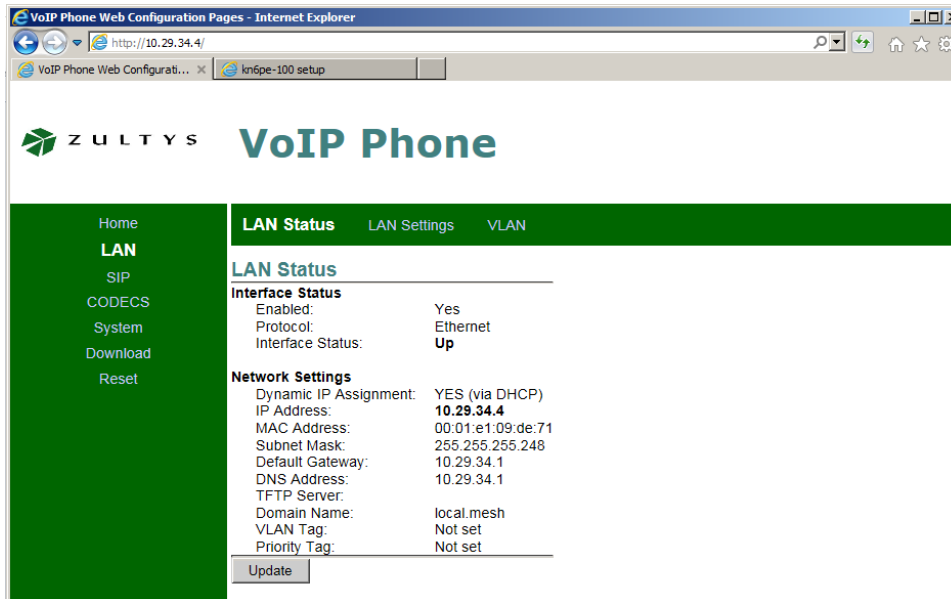 VoIP Phone Web Configuration Pages - Internet Explorer
http://10.29.34.4/
VoIP Phone Web Configurati... kn6pe-100 setup
ZULTYS VoIP Phone
Home
LAN
SIP
CODECS
System
Download
Reset
LAN Status LAN Settings VLAN
LAN Status
Interface Status
Enabled: Yes
Protocol: Ethernet
Interface Status: Up
Network Settings
Dynamic IP Assignment: YES (via DHCP)
IP Address: 10.29.34.4
MAC Address: 00:01:e1:09:de:71
Subnet Mask: 255.255.255.248
Default Gateway: 10.29.34.1
DNS Address: 10.29.34.1
TFTP Server:
Domain Name: local.mesh
VLAN Tag: Not set
Priority Tag: Not set
Update